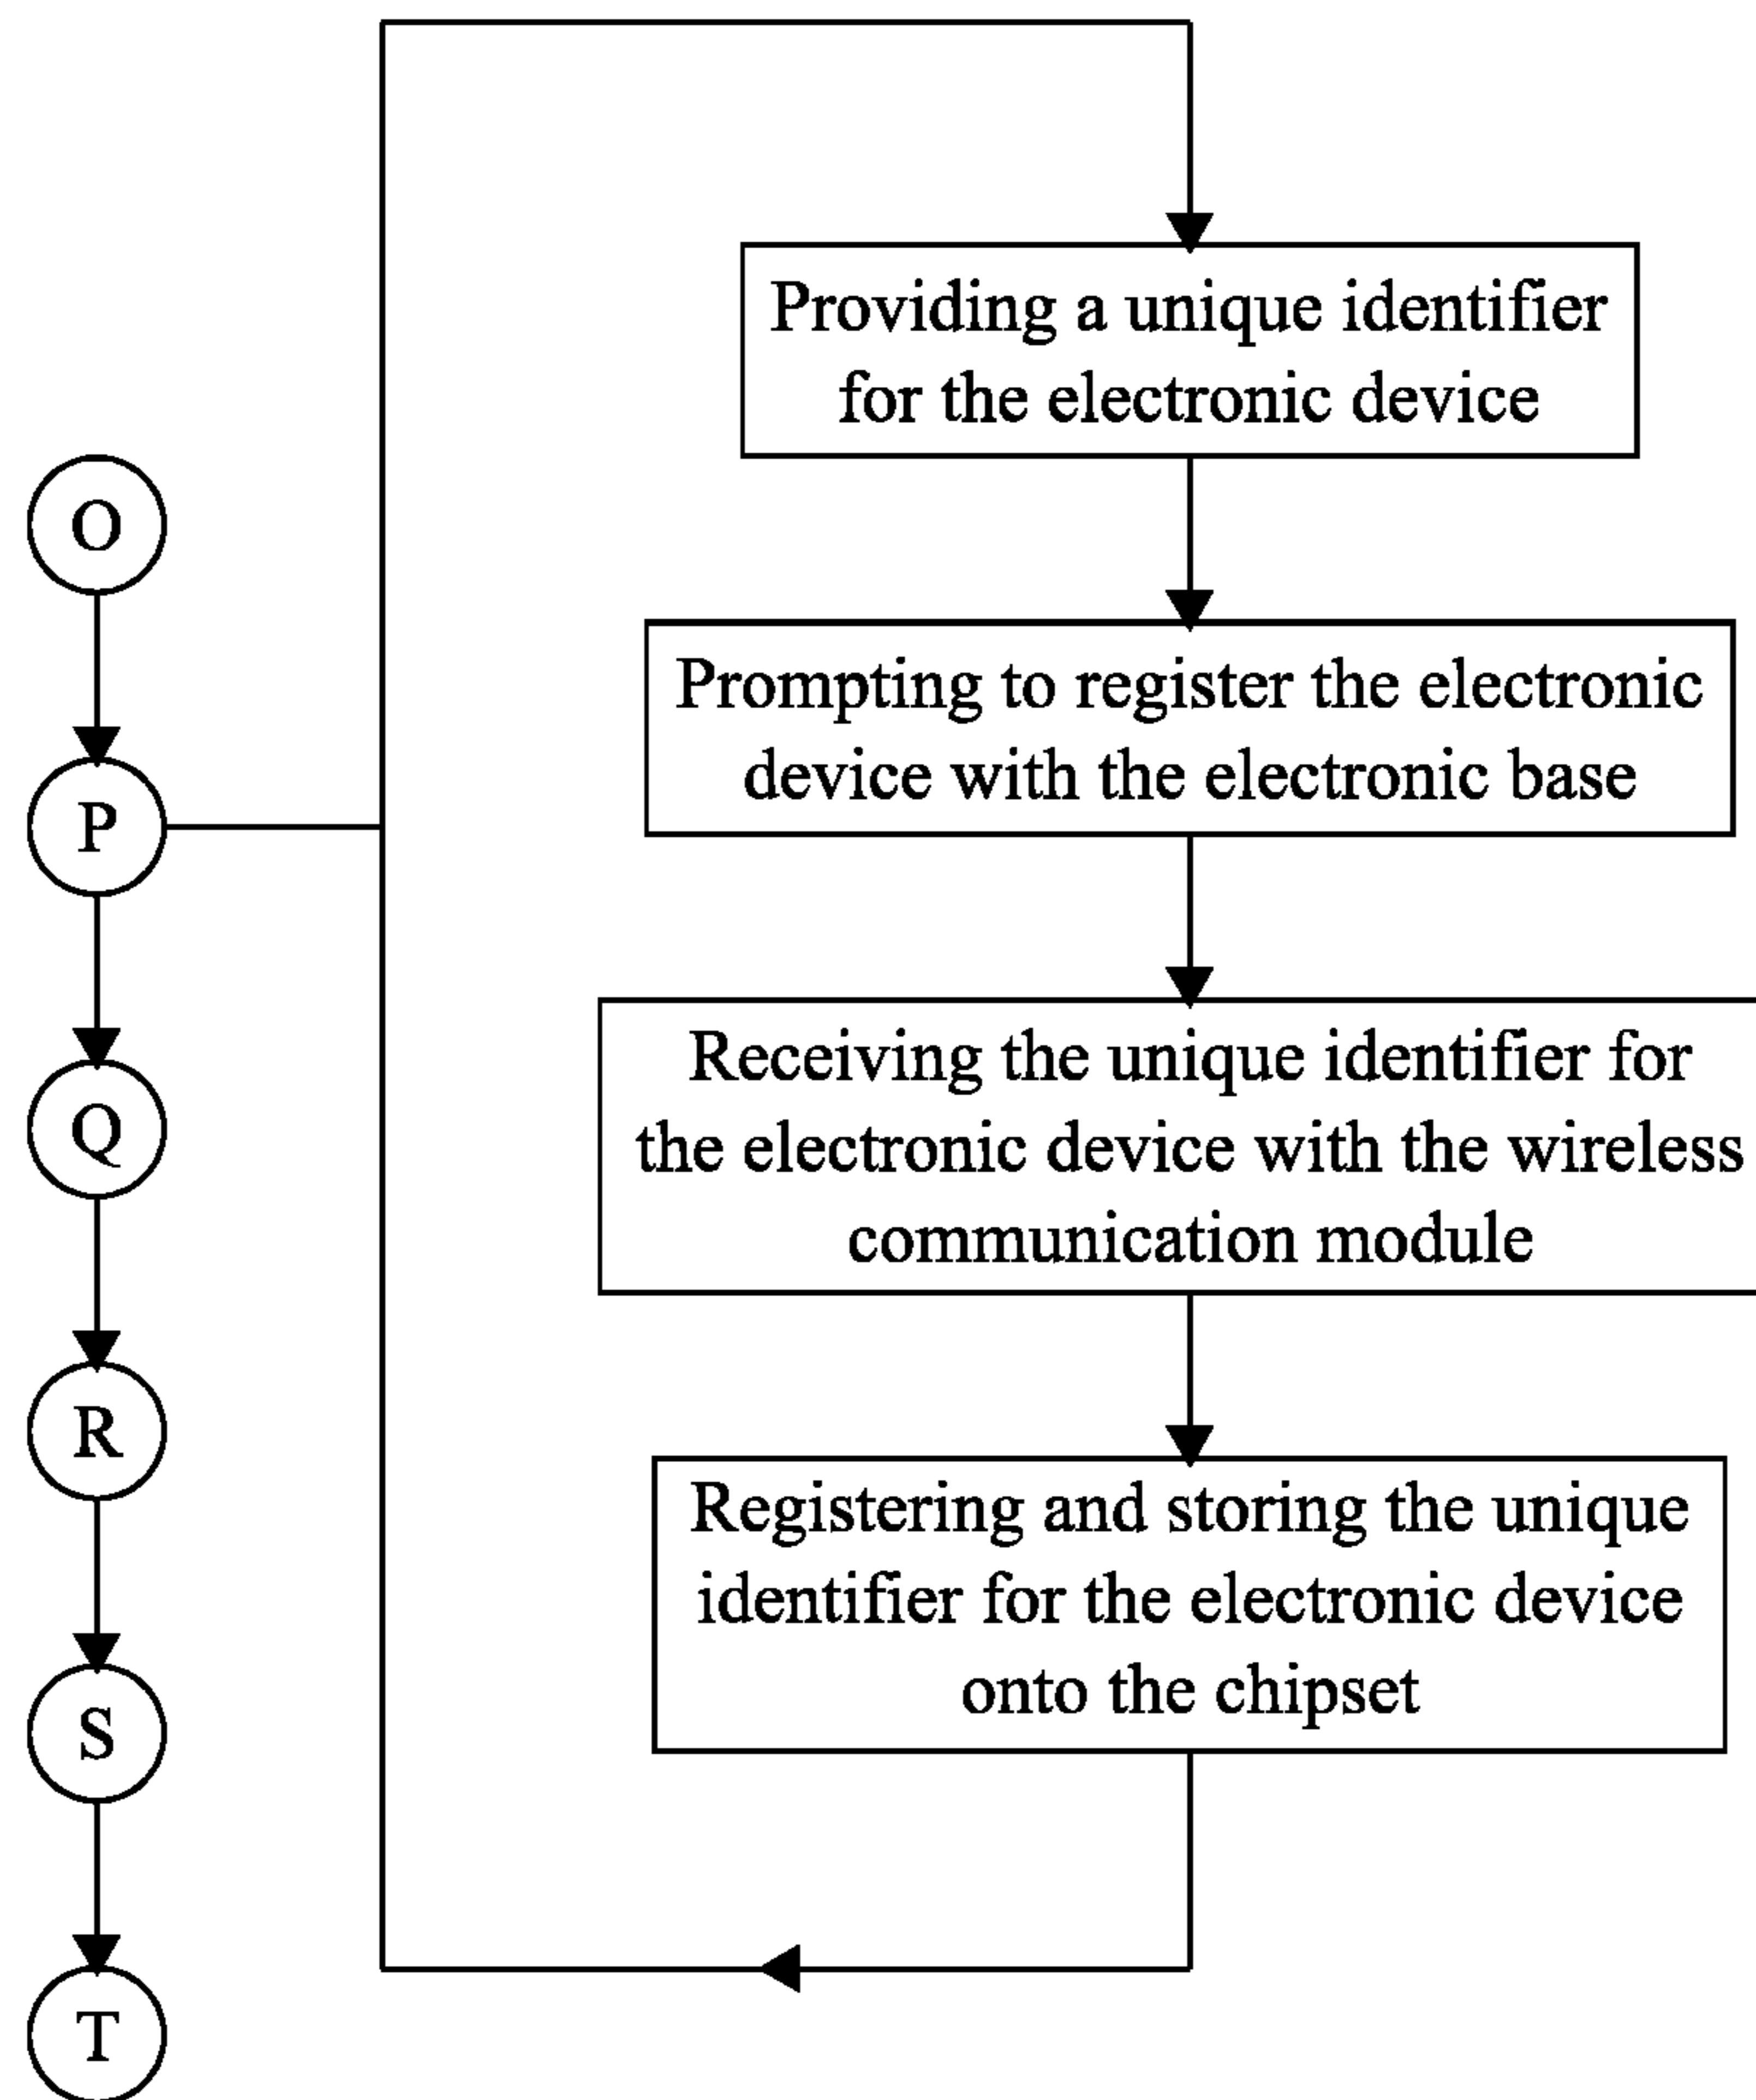 O
P
Q
R
S
T
Providing a unique identifier
for the electronic device
Prompting to register the electronic
device with the electronic base
Receiving the unique identifier for
the electronic device with the wireless
communication module
Registering and storing the unique
identifier for the electronic device
onto the chipset